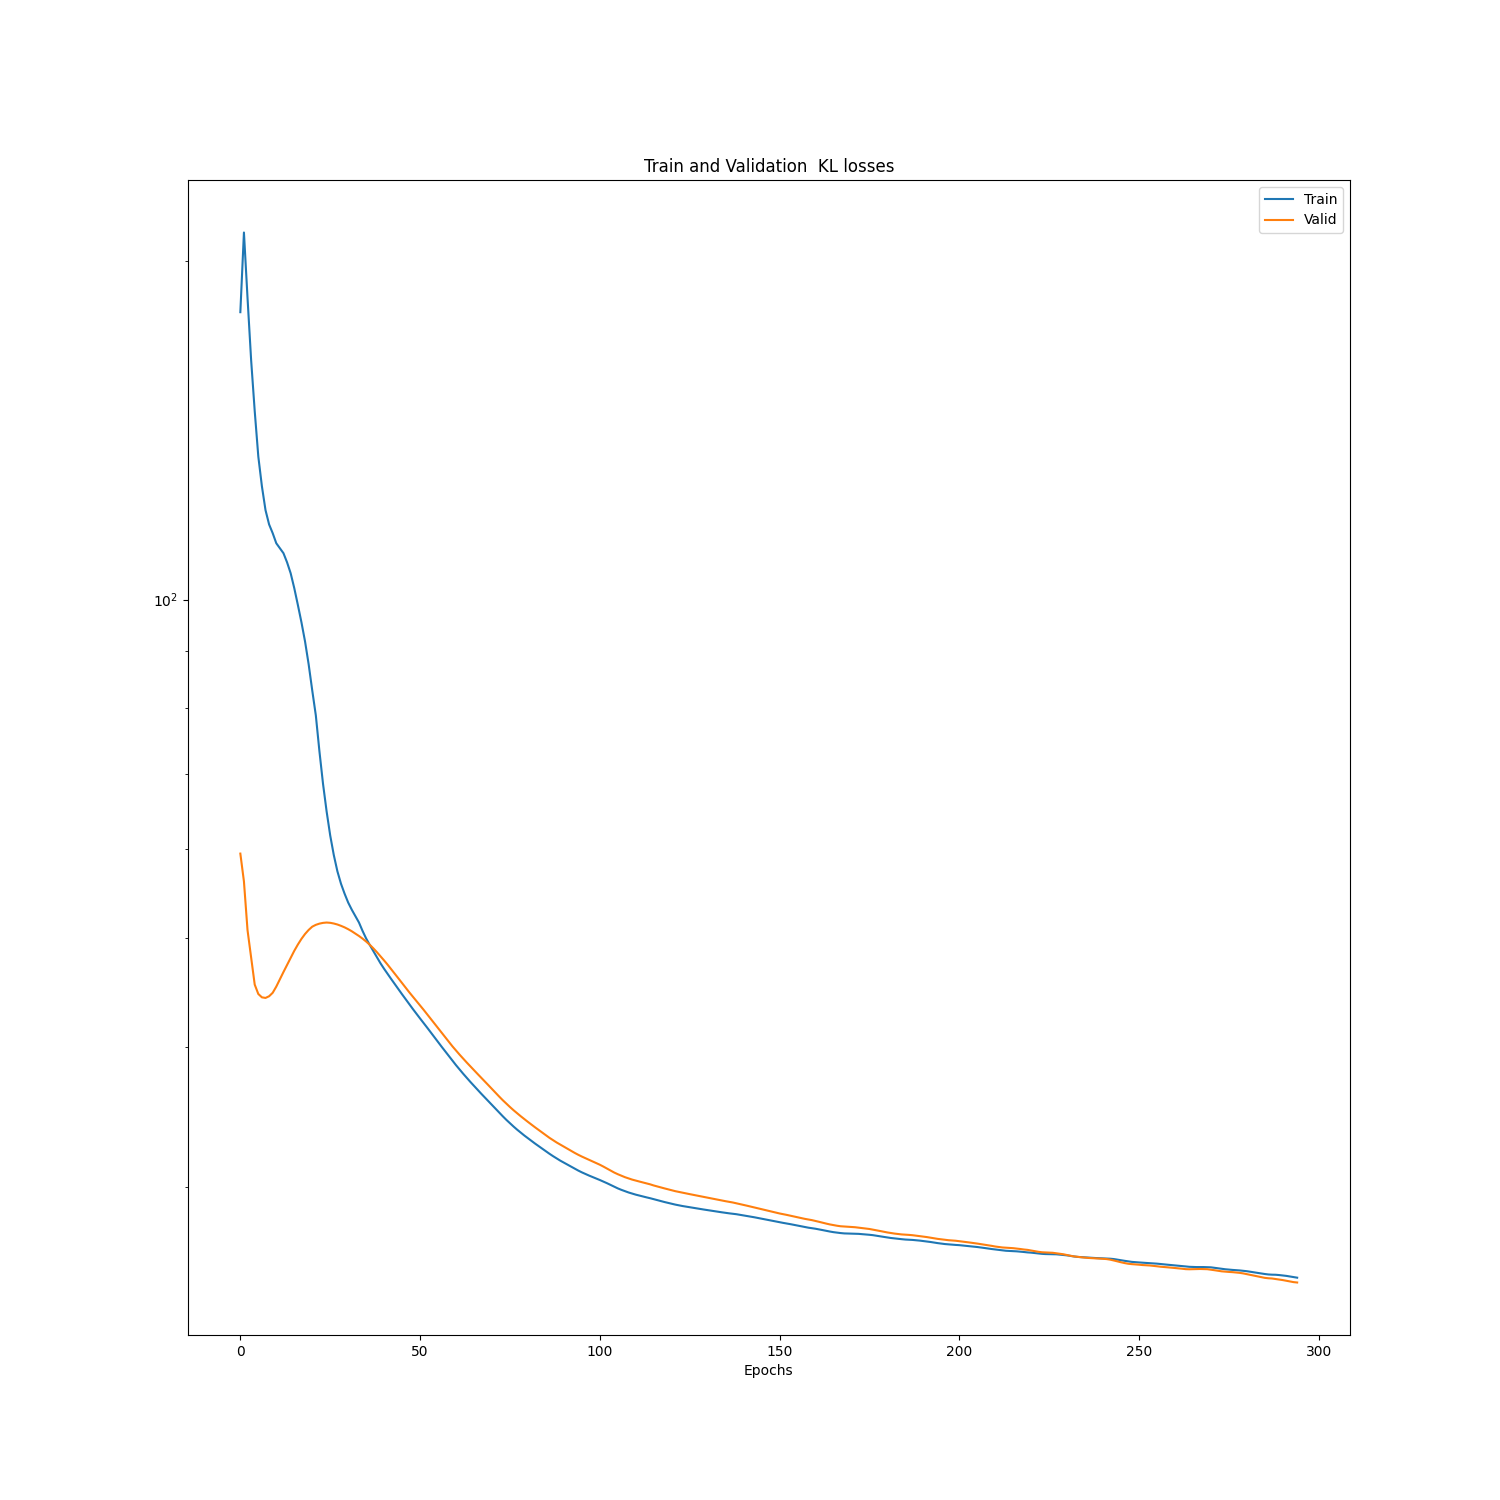 Train and Validation  KL losses
Train
Valid
10²
0 50 100 150 200 250 300
Epochs